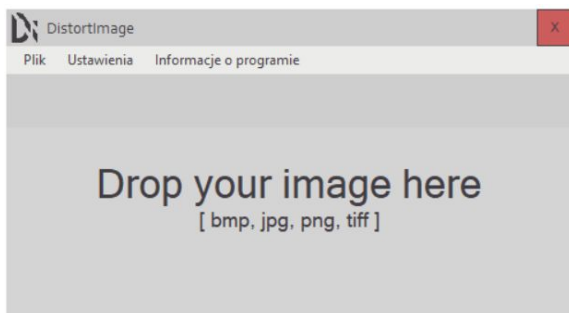 DistortImage
X
Plik Ustawienia Informacje o programie
Drop your image here
[ bmp, jpg, png, tiff ]